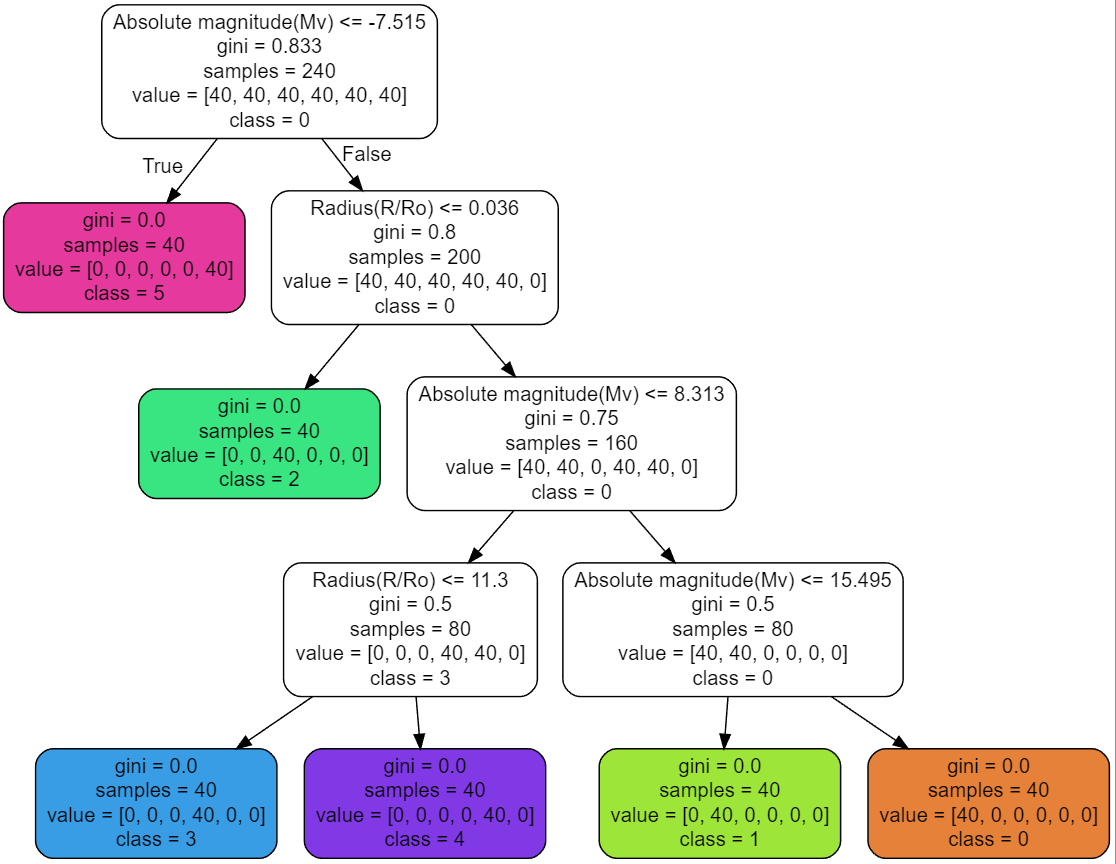 Absolute magnitude(Mv) <= -7.515
gini = 0.833
samples = 240
value = [40, 40, 40, 40, 40, 40]
class = 0
True
False
gini = 0.0
samples = 40
value = [0, 0, 0, 0, 0, 40]
class = 5
Radius(R/Ro) <= 0.036
gini = 0.8
samples = 200
value = [40, 40, 40, 40, 40, 0]
class = 0
gini = 0.0
samples = 40
value = [0, 0, 40, 0, 0, 0]
class = 2
Absolute magnitude(Mv) <= 8.313
gini = 0.75
samples = 160
value = [40, 40, 0, 40, 40, 0]
class = 0
Radius(R/Ro) <= 11.3
gini = 0.5
samples = 80
value = [0, 0, 0, 40, 40, 0]
class = 3
Absolute magnitude(Mv) <= 15.495
gini = 0.5
samples = 80
value = [40, 40, 0, 0, 0, 0]
class = 0
gini = 0.0
samples = 40
value = [0, 0, 0, 40, 0, 0]
class = 3
gini = 0.0
samples = 40
value = [0, 0, 0, 0, 40, 0]
class = 4
gini = 0.0
samples = 40
value = [0, 40, 0, 0, 0, 0]
class = 1
gini = 0.0
samples = 40
value = [40, 0, 0, 0, 0, 0]
class = 0